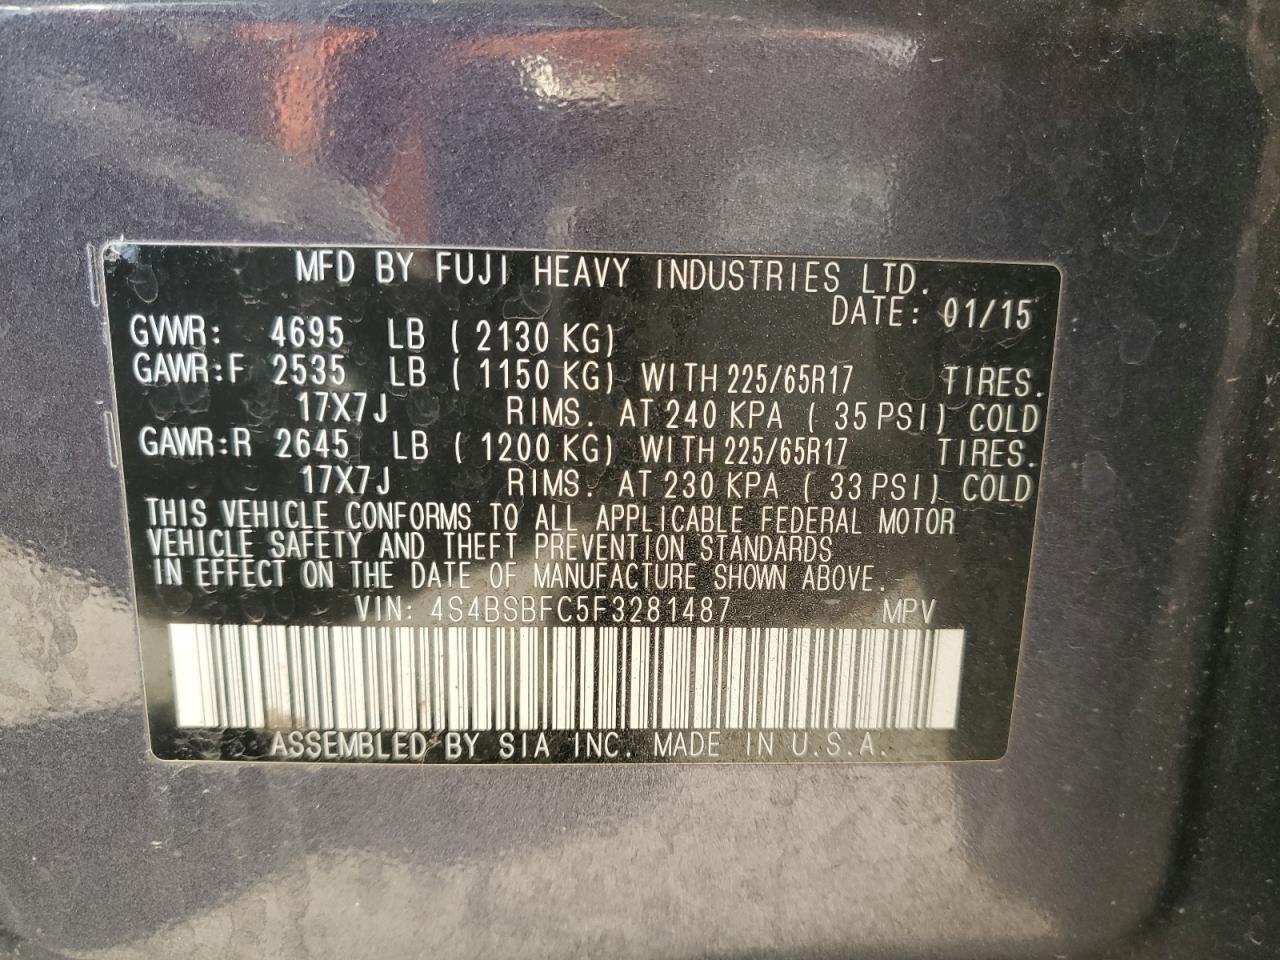 MFD BY FUJI HEAVY INDUSTRIES LTD.
DATE: 01/15
GVWR: 4695 LB ( 2130 KG)
GAWR:F 2535 LB ( 1150 KG) WITH 225/65R17 TIRES.
17X7J RIMS. AT 240 KPA ( 35 PSI) COLD
GAWR:R 2645 LB ( 1200 KG) WITH 225/65R17 TIRES.
17X7J RIMS. AT 230 KPA ( 33 PSI) COLD
THIS VEHICLE CONFORMS TO ALL APPLICABLE FEDERAL MOTOR
VEHICLE SAFETY AND THEFT PREVENTION STANDARDS
IN EFFECT ON THE DATE OF MANUFACTURE SHOWN ABOVE.
VIN: 4S4BSBFC5F3281487 MPV
ASSEMBLED BY SIA INC. MADE IN U.S.A.